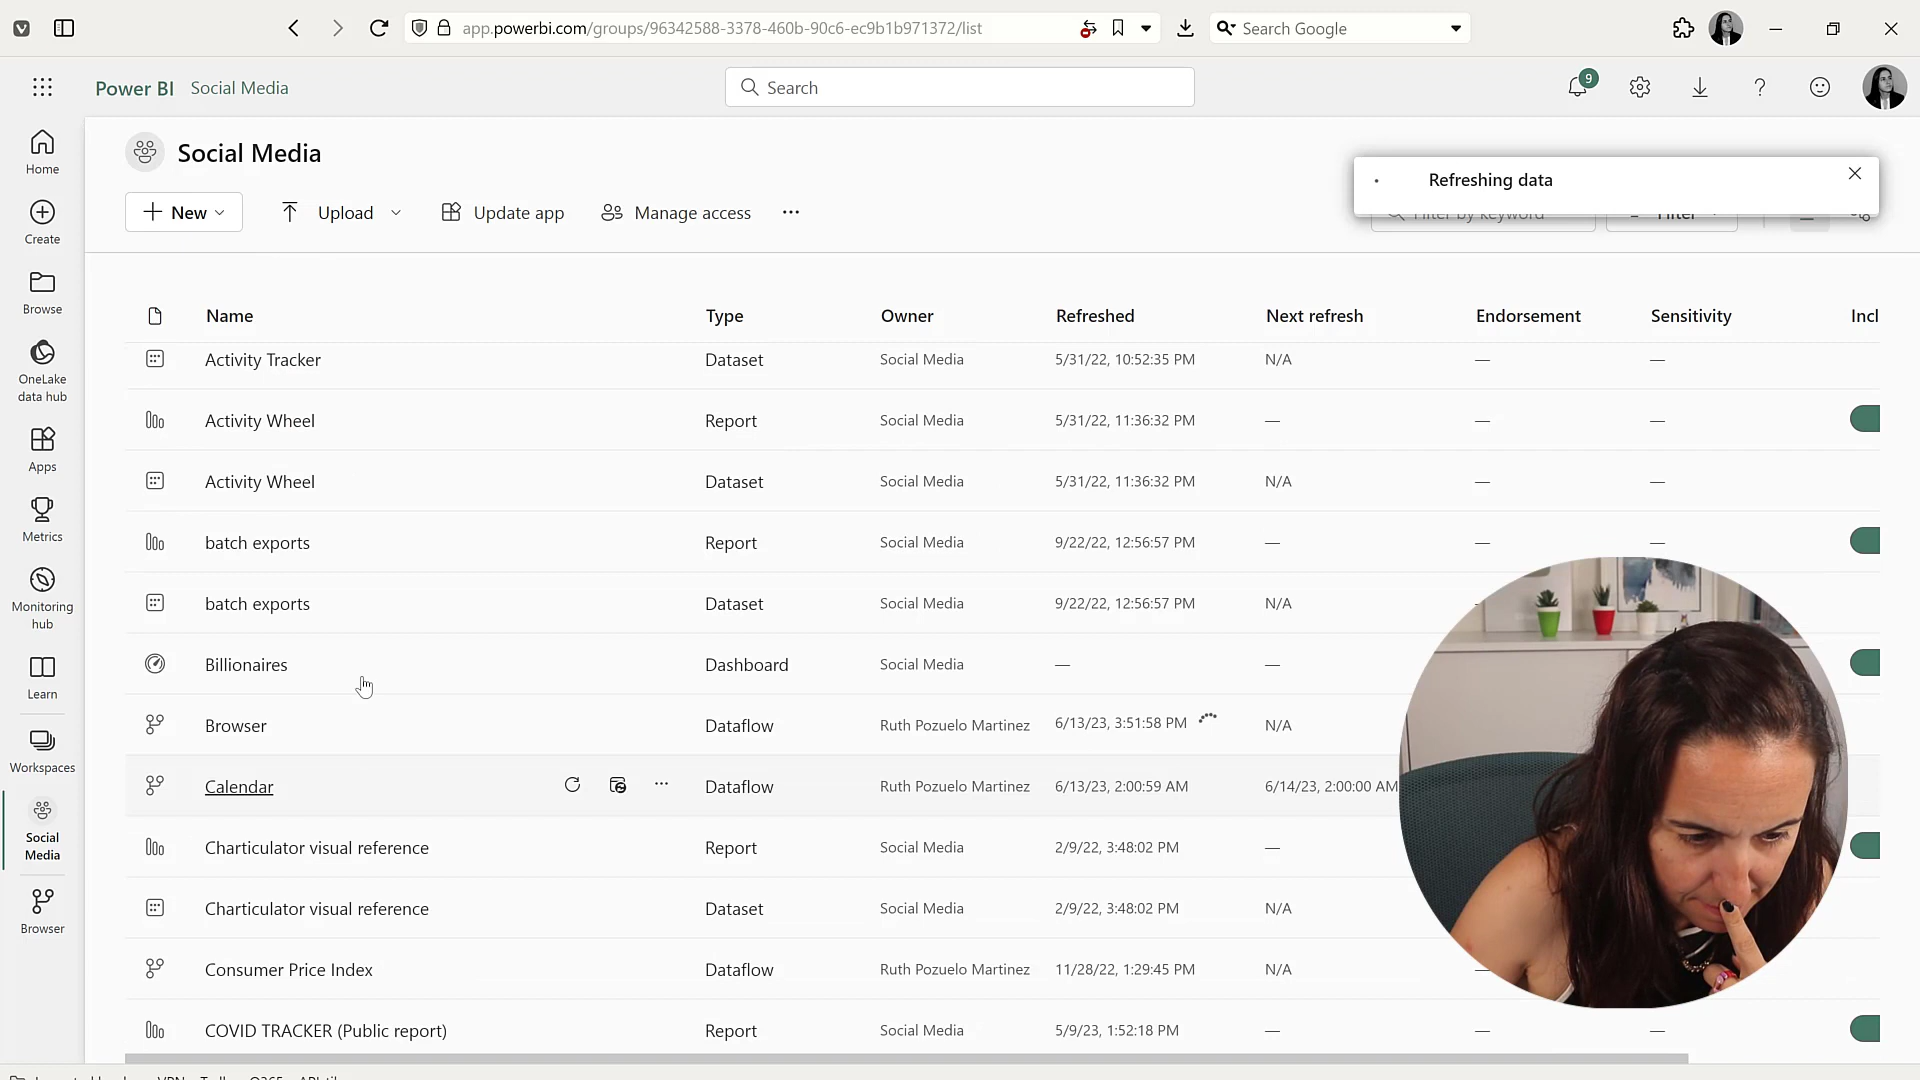 app.powerbi.com/groups/96342588-3378-460b-90c6-ec9b1b971372/list
Search Google
Power BI Social Media
Search
9
Home
Create
Browse
OneLake
data hub
Apps
Metrics
Monitoring
hub
Learn
Workspaces
Social
Media
Browser
Social Media
New Upload Update app Manage access ...
Refreshing data
Filter by keyword Filter
Name Type Owner Refreshed Next refresh Endorsement Sensitivity Incl
Activity Tracker Dataset Social Media 5/31/22, 10:52:35 PM N/A — —
Activity Wheel Report Social Media 5/31/22, 11:36:32 PM — — —
Activity Wheel Dataset Social Media 5/31/22, 11:36:32 PM N/A — —
batch exports Report Social Media 9/22/22, 12:56:57 PM — — —
batch exports Dataset Social Media 9/22/22, 12:56:57 PM N/A
Billionaires Dashboard Social Media — —
Browser Dataflow Ruth Pozuelo Martinez 6/13/23, 3:51:58 PM N/A
Calendar ... Dataflow Ruth Pozuelo Martinez 6/13/23, 2:00:59 AM 6/14/23, 2:00:00 AM
Charticulator visual reference Report Social Media 2/9/22, 3:48:02 PM —
Charticulator visual reference Dataset Social Media 2/9/22, 3:48:02 PM N/A
Consumer Price Index Dataflow Ruth Pozuelo Martinez 11/28/22, 1:29:45 PM N/A —
COVID TRACKER (Public report) Report Social Media 5/9/23, 1:52:18 PM — — —